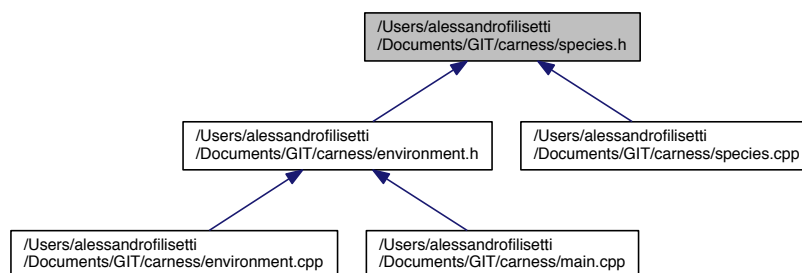 /Users/alessandrofilisetti
/Documents/GIT/carness/species.h
/Users/alessandrofilisetti
/Documents/GIT/carness/environment.h
/Users/alessandrofilisetti
/Documents/GIT/carness/species.cpp
/Users/alessandrofilisetti
/Documents/GIT/carness/environment.cpp
/Users/alessandrofilisetti
/Documents/GIT/carness/main.cpp